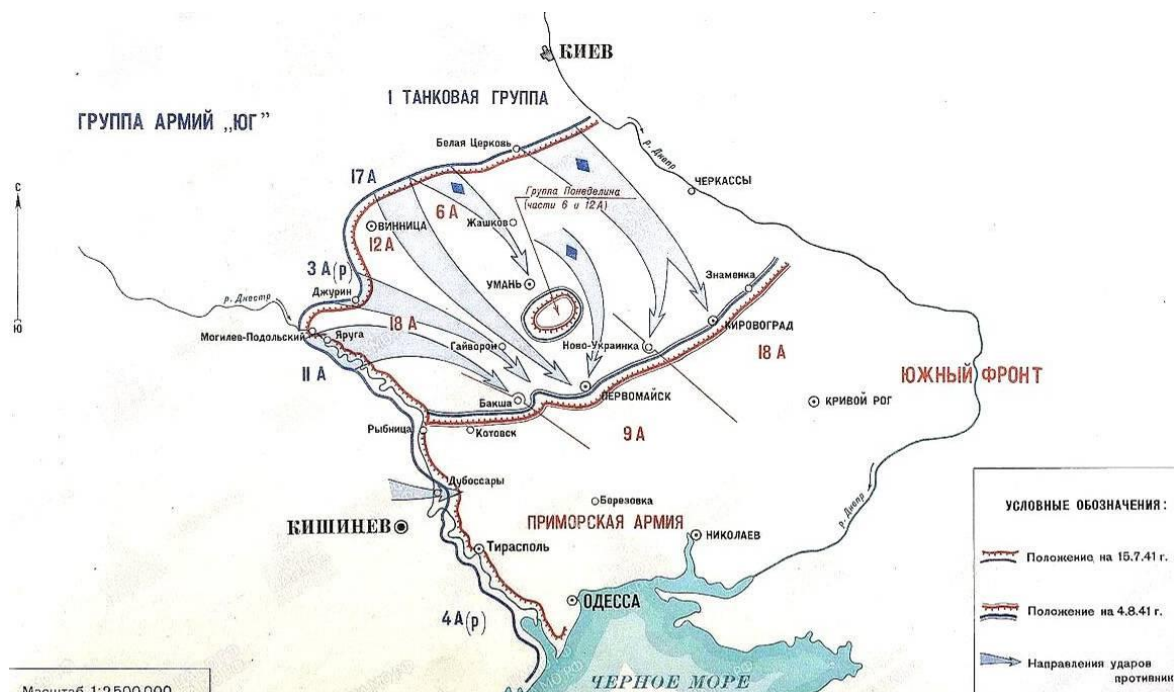 КИЕВ
I ТАНКОВАЯ ГРУППА
ГРУППА АРМИЙ „ЮГ"
р. Днепр
Белая Церковь
17 А
ЧЕРКАССЫ
Группа Понеделина
(части 6 и 12А)
6 А
Жашков
ВИННИЦА
12 А
С
Ю
3 А(р)
Джурин
УМАНЬ
Знаменка
р. Днестр
18 А
КИРОВОГРАД
Могилев-Подольский
Яруга
Гайворон
Ново-Украинка
18 А
11 А
ЮЖНЫЙ ФРОНТ
ПЕРВОМАЙСК
Бакша
КРИВОЙ РОГ
Рыбница
Котовск
9 А
Дубоссары
Березовка
р. Днепр
КИШИНЕВ
ПРИМОРСКАЯ АРМИЯ
НИКОЛАЕВ
Тирасполь
ОДЕССА
4 А(р)
ЧЕРНОЕ МОРЕ
УСЛОВНЫЕ ОБОЗНАЧЕНИЯ:
Положение на 15.7.41 г.
Положение на 4.8.41 г.
Направления ударов
противник
Масштаб 1:2500000